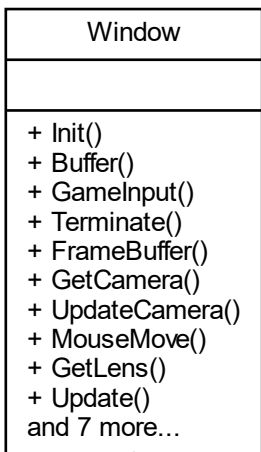 Window
+ Init()
+ Buffer()
+ GameInput()
+ Terminate()
+ FrameBuffer()
+ GetCamera()
+ UpdateCamera()
+ MouseMove()
+ GetLens()
+ Update()
and 7 more...